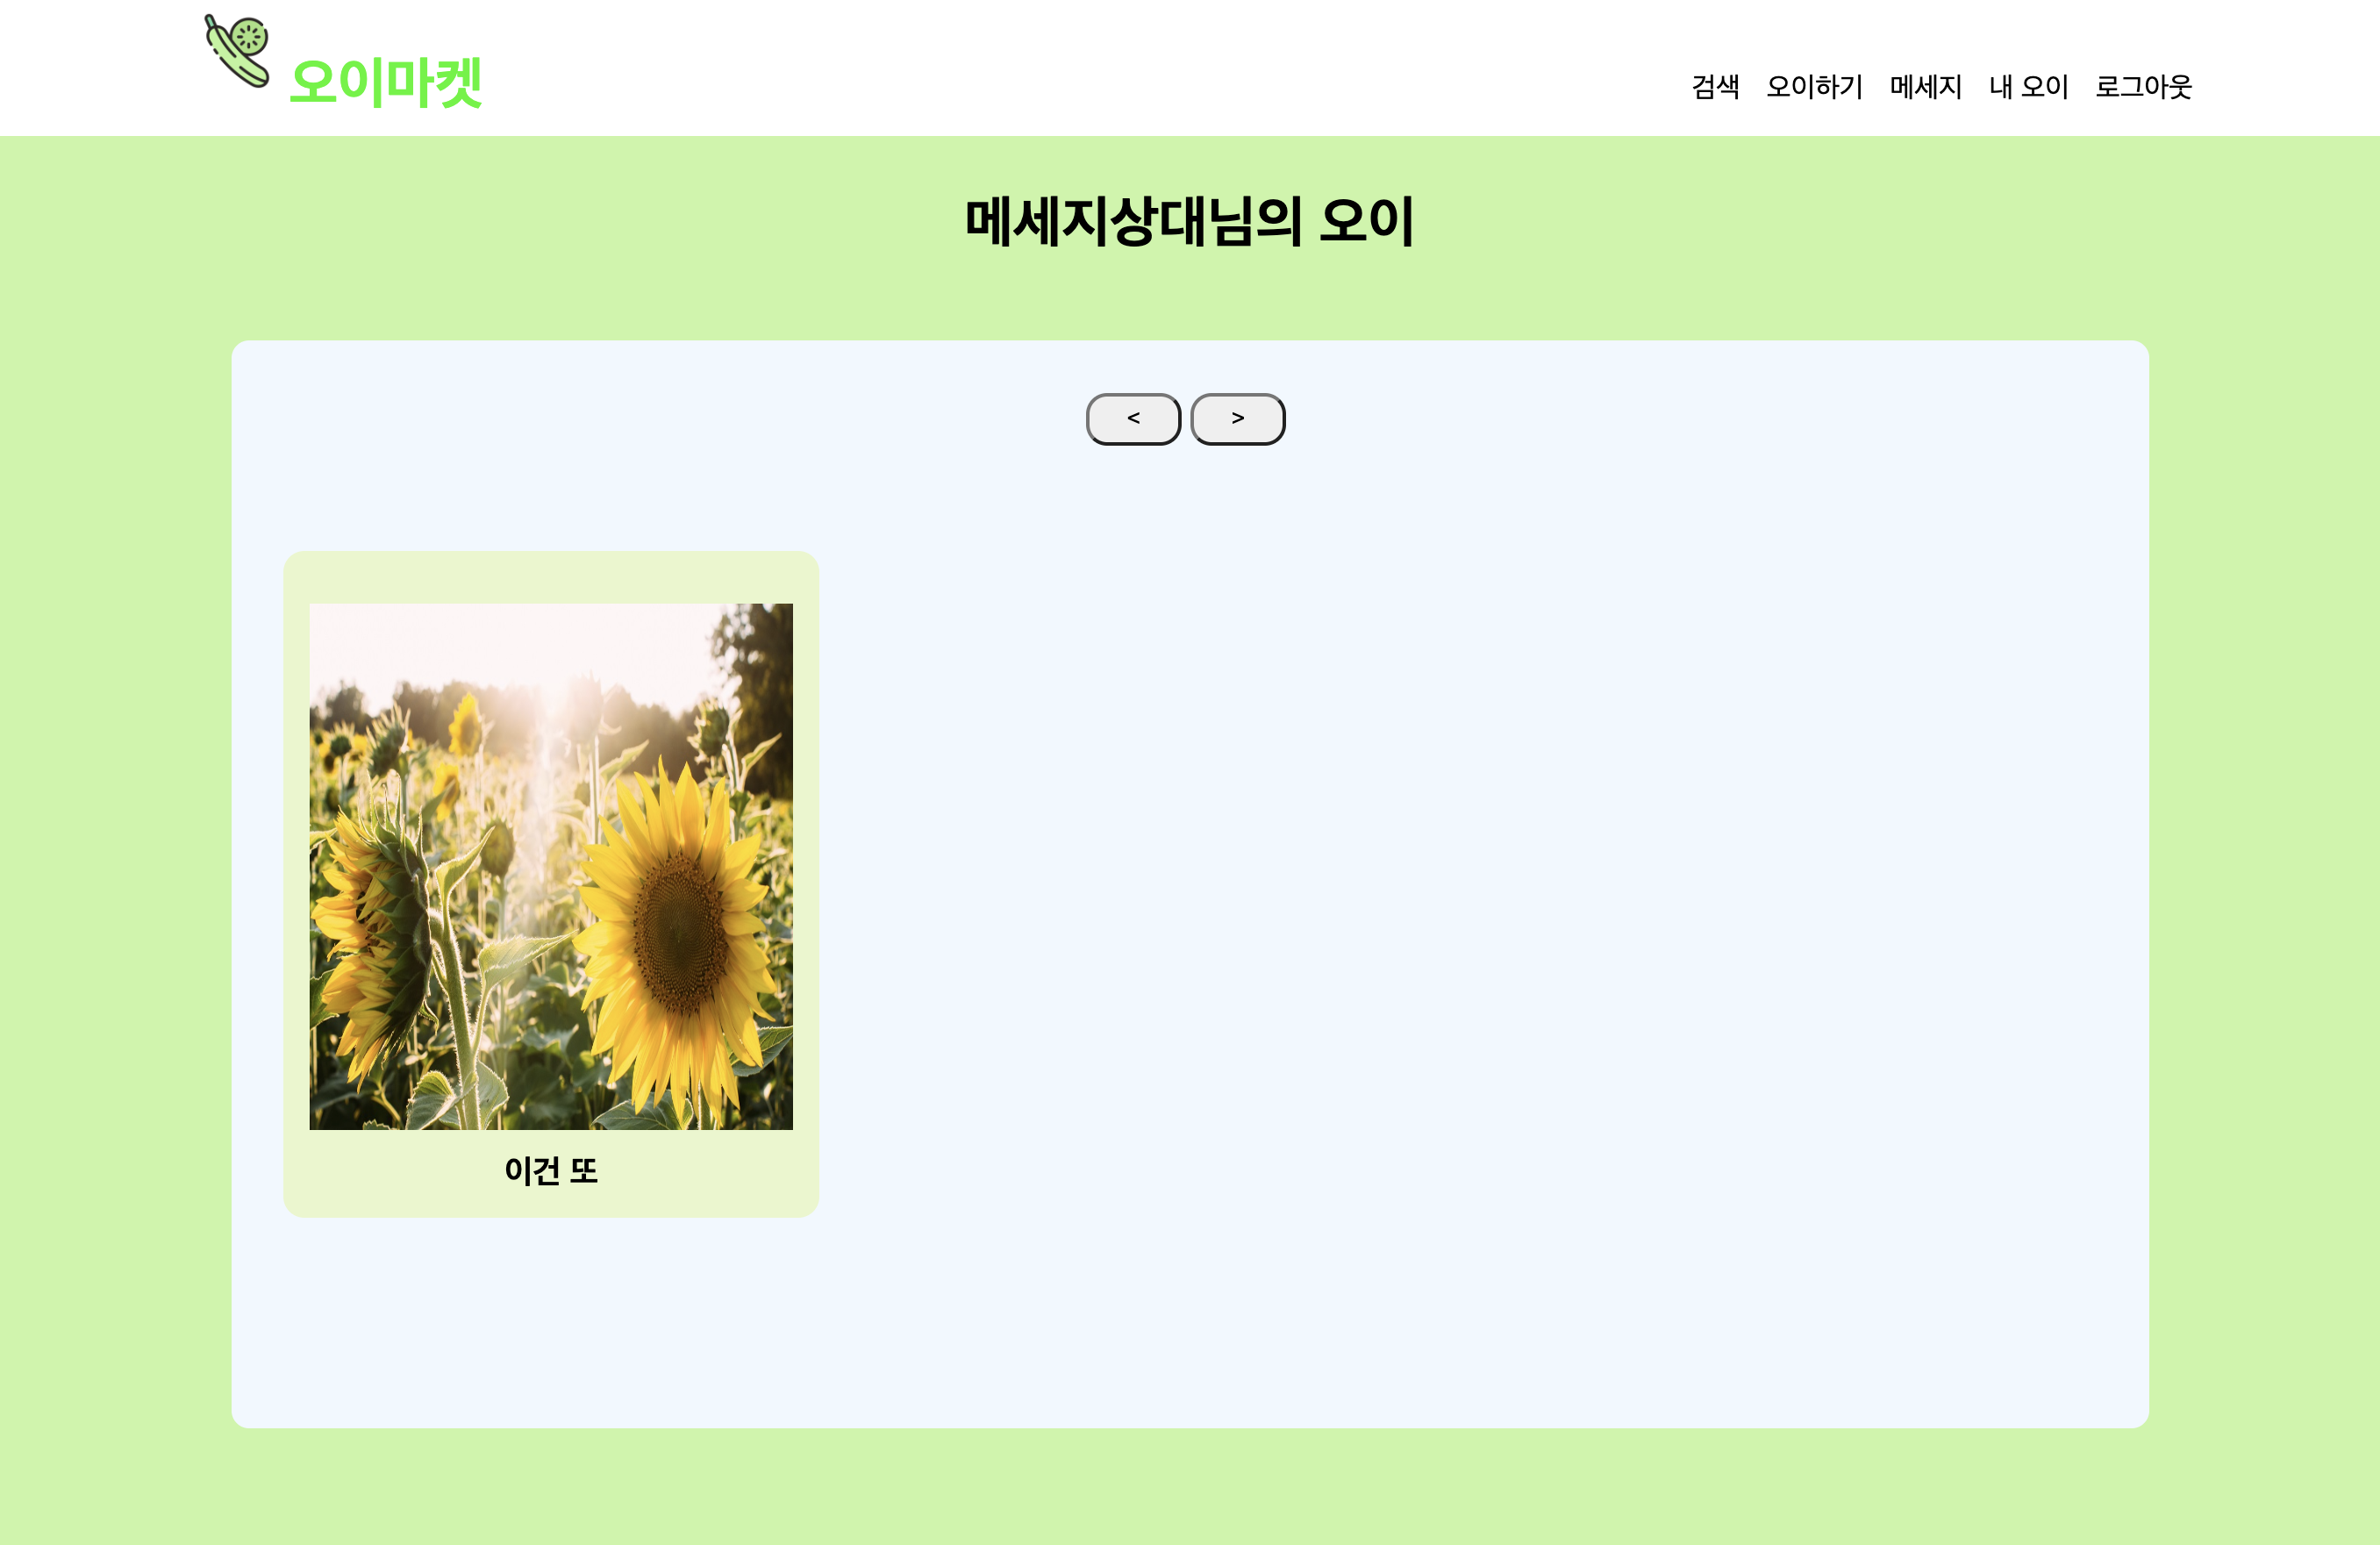 오이마켓
검색 오이하기 메세지 내 오이 로그아웃
메세지상대님의 오이
< >
이건 또